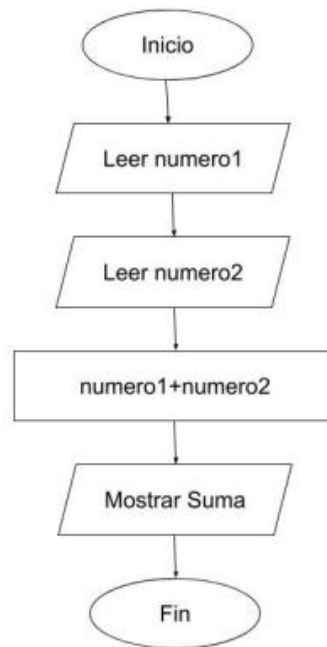 Inicio
Leer numero1
Leer numero2
numero1+numero2
Mostrar Suma
Fin